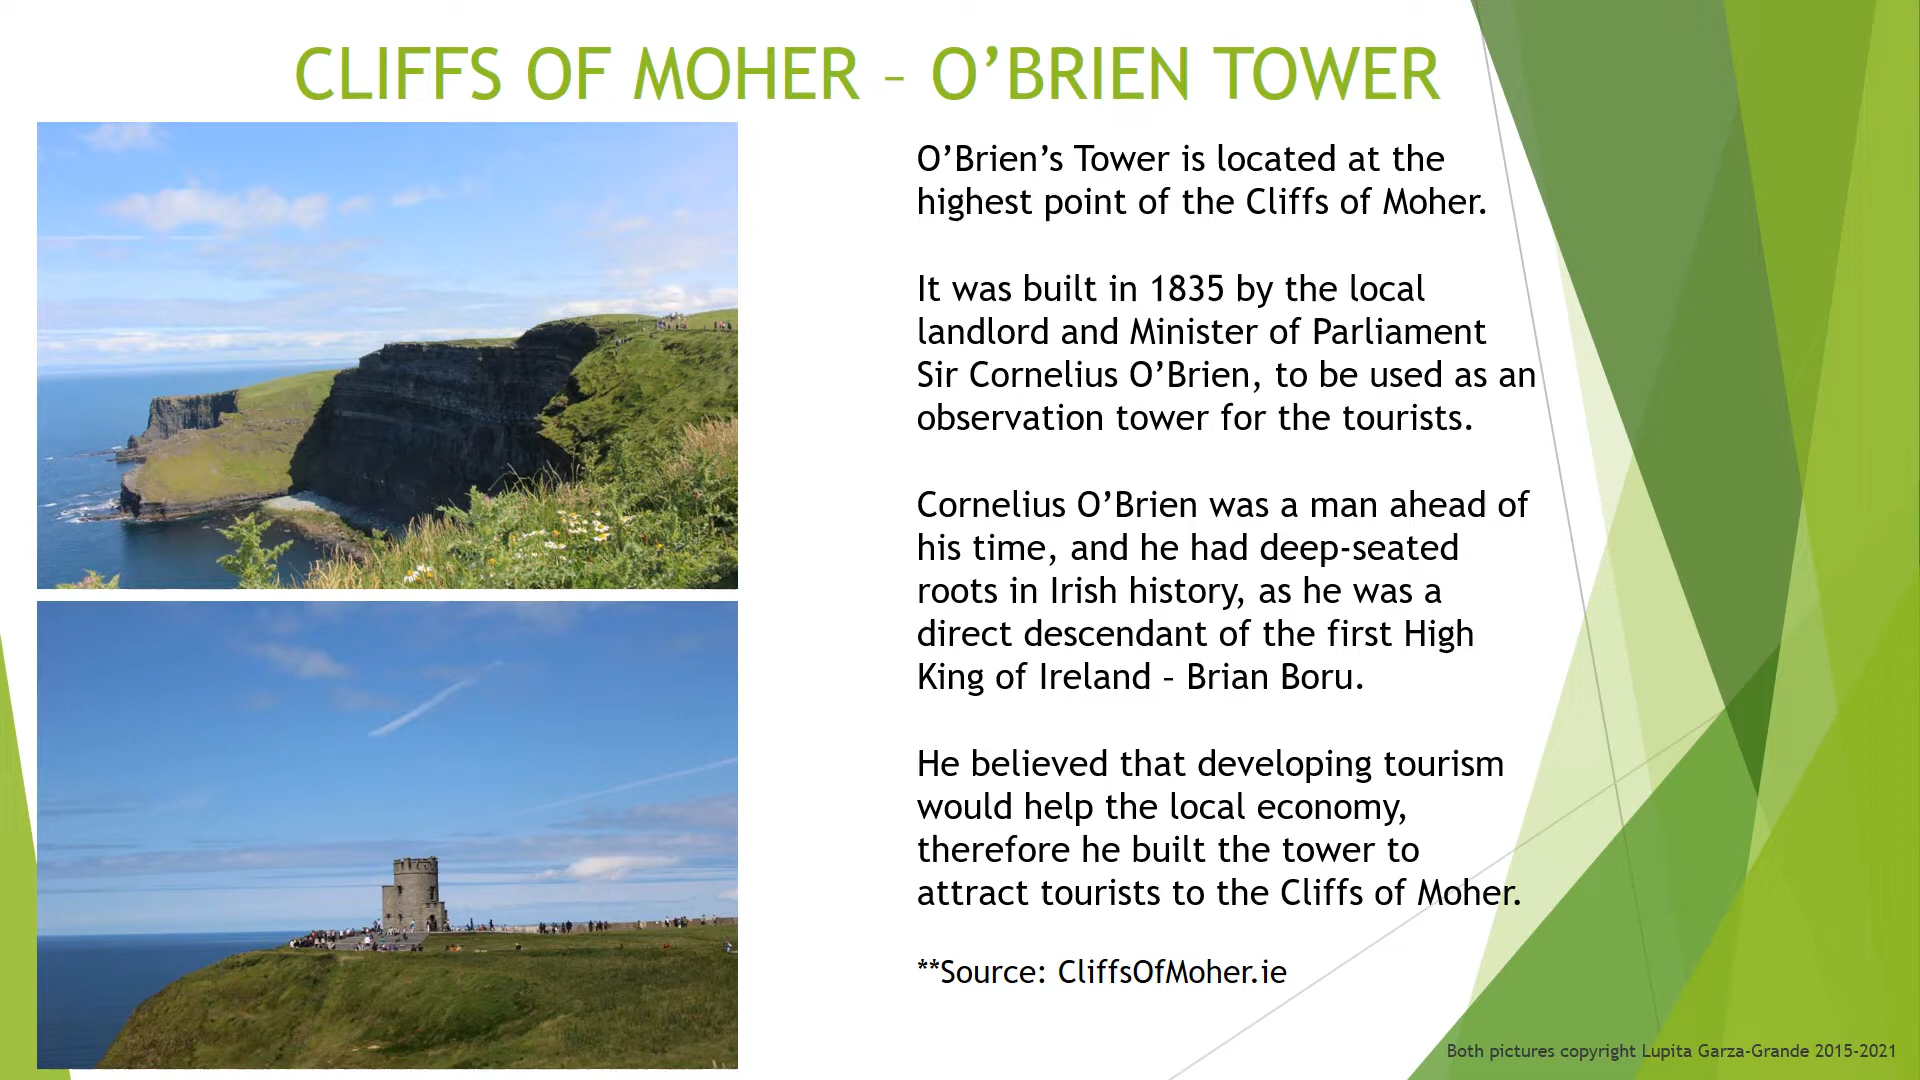 CLIFFS OF MOHER – O’BRIEN TOWER
O’Brien’s Tower is located at the
highest point of the Cliffs of Moher.
It was built in 1835 by the local
landlord and Minister of Parliament
Sir Cornelius O’Brien, to be used as an
observation tower for the tourists.
Cornelius O’Brien was a man ahead of
his time, and he had deep-seated
roots in Irish history, as he was a
direct descendant of the first High
King of Ireland – Brian Boru.
He believed that developing tourism
would help the local economy,
therefore he built the tower to
attract tourists to the Cliffs of Moher.
**Source: CliffsOfMoher.ie
Both pictures copyright Lupita Garza-Grande 2015-2021